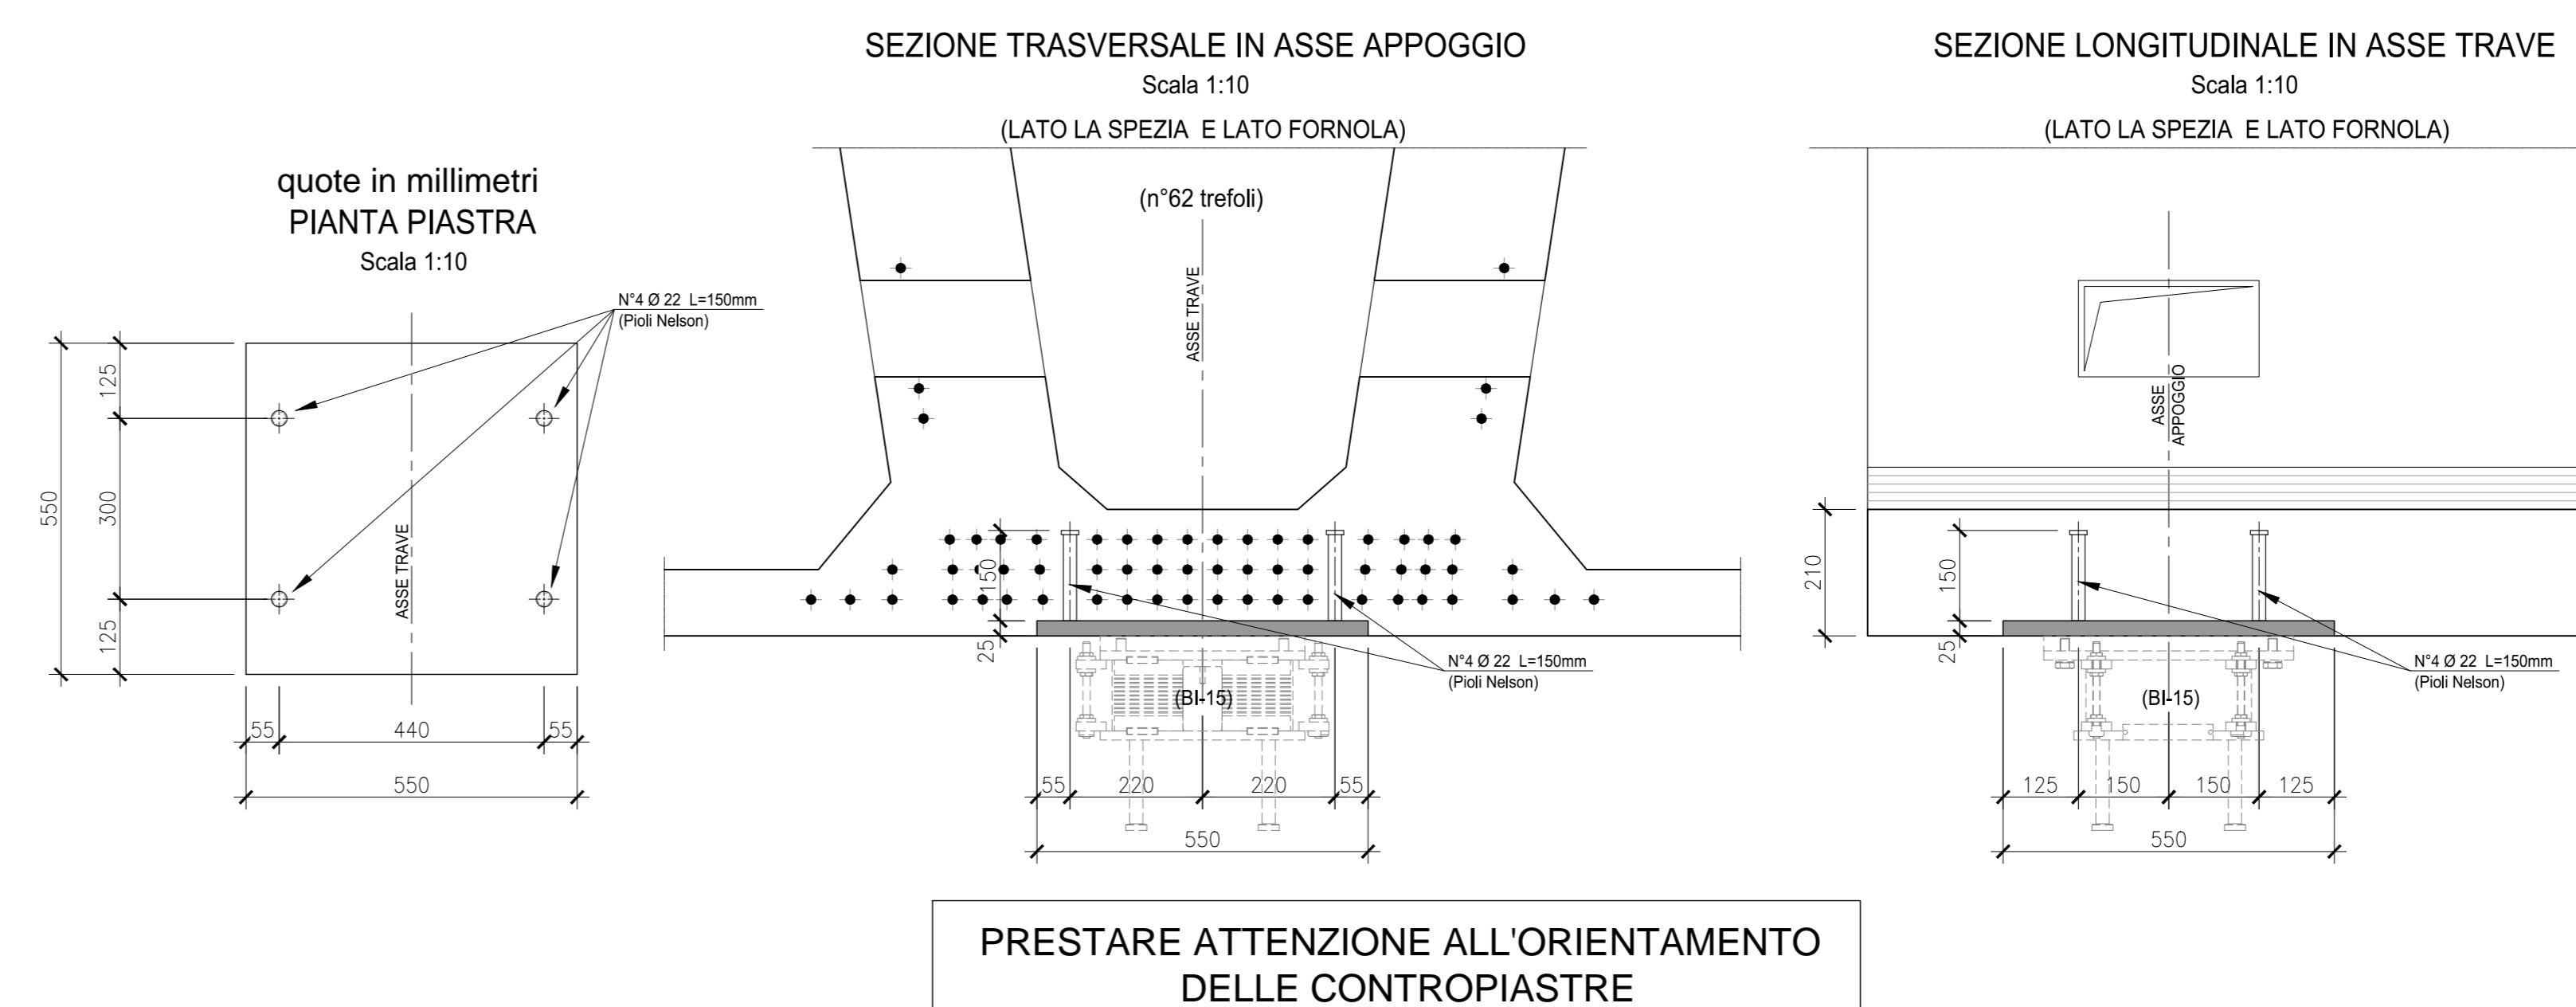 quote in millimetri
PIANTA PIASTRA
Scala 1:10
N°4 Ø 22 L=150mm
(Pioli Nelson)
550
125
300
125
ASSE TRAVE
55
440
55
550
SEZIONE TRASVERSALE IN ASSE APPOGGIO
Scala 1:10
(LATO LA SPEZIA E LATO FORNOLA)
(n°62 trefoli)
ASSE TRAVE
150
25
N°4 Ø 22 L=150mm
(Pioli Nelson)
(BI-15)
55
220
220
55
550
SEZIONE LONGITUDINALE IN ASSE TRAVE
Scala 1:10
(LATO LA SPEZIA E LATO FORNOLA)
ASSE
APPOGGIO
210
150
25
N°4 Ø 22 L=150mm
(Pioli Nelson)
(BI-15)
125
150
150
125
550
PRESTARE ATTENZIONE ALL'ORIENTAMENTO
DELLE CONTROPIASTRE